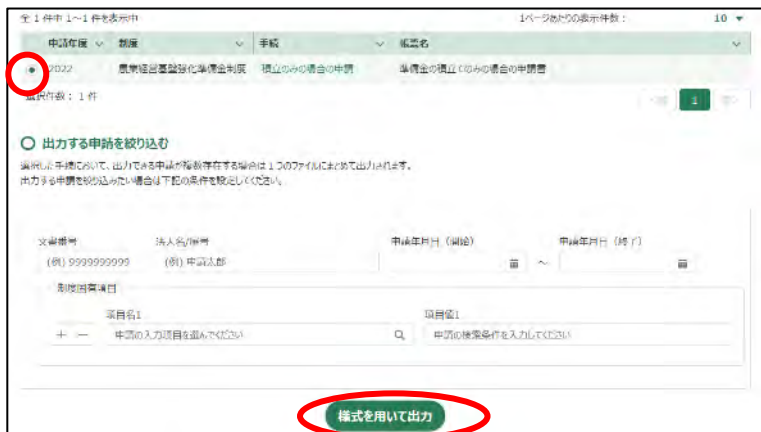 全 1 件中 1～1 件を表示中 1ページあたりの表示件数： 10
申請年度 制度 手続 帳票名
2022 農業経営基盤強化準備金制度 積立のみの場合の申請 準備金の積立てのみの場合の申請書
選択件数：1 件
1
出力する申請を絞り込む
選択した手続において、出力できる申請が複数存在する場合は１つのファイルにまとめて出力されます。
出力する申請を絞り込みたい場合は下記の条件を設定してください。
文書番号 法人名/屋号 申請年月日（開始） 申請年月日（終了）
(例) 9999999999 (例) 申請太郎 ～
制度固有項目
項目名1 項目値1
＋ － 申請の入力項目を選んでください 申請の検索条件を入力してください
様式を用いて出力